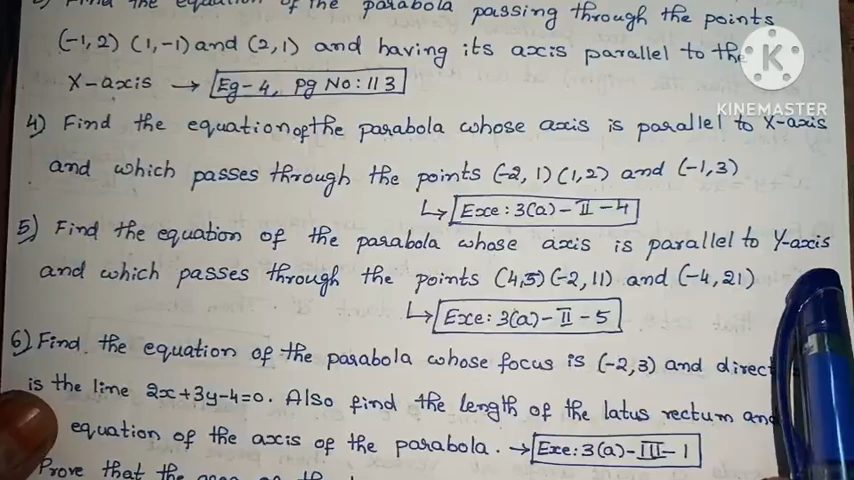 3) Find the equation of the parabola passing through the points
(-1,2) (1,-1) and (2,1) and having its axis parallel to the
X-axis → Eg-4, pg No: 113
K
KINEMASTER
4) Find the equation of the parabola whose axis is parallel to X-axis
and which passes through the points (-2, 1) (1,2) and (-1,3)
↳ Exe: 3(a)-II-4
5) Find the equation of the parabola whose axis is parallel to Y-axis
and which passes through the points (4,5) (-2, 11) and (-4, 21)
↳ Exe: 3(a)-II-5
6) Find the equation of the parabola whose focus is (-2,3) and direct
is the line 2x+3y-4=0. Also find the length of the latus rectum and
equation of the axis of the parabola. → Exe: 3(a)-III-1
Prove that the